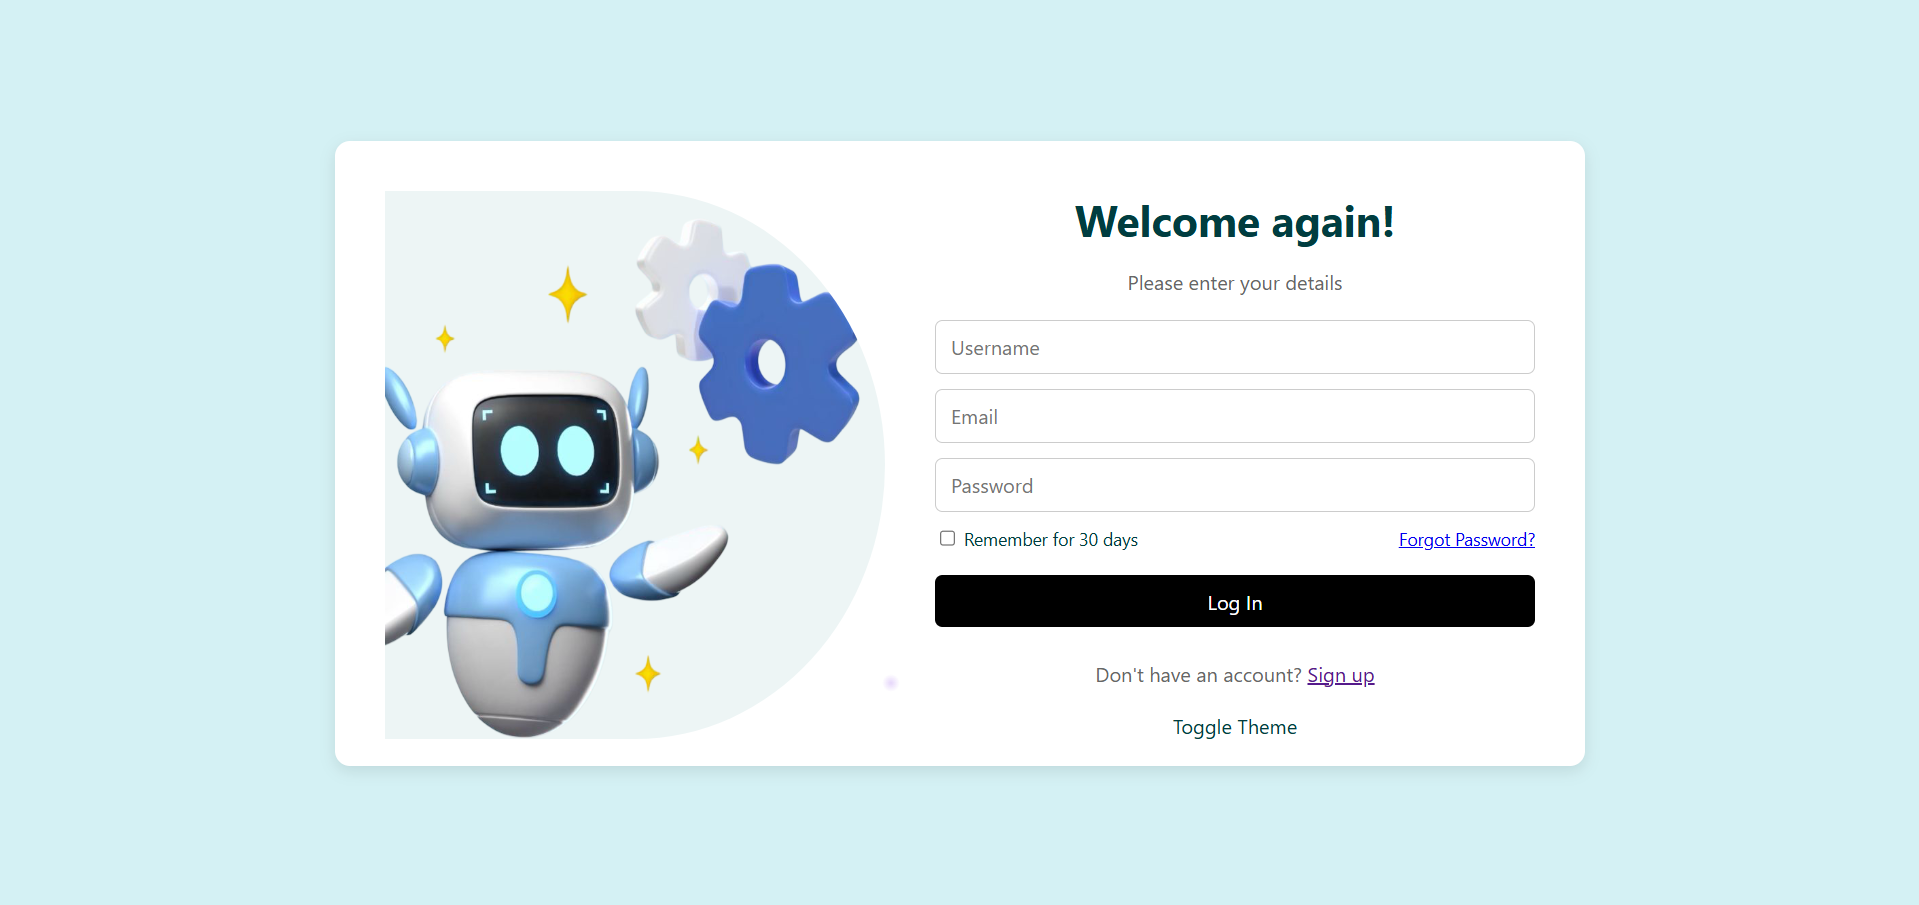 Welcome again!
Please enter your details
Username
Email
Password
Remember for 30 days Forgot Password?
Log In
Don't have an account? Sign up
Toggle Theme